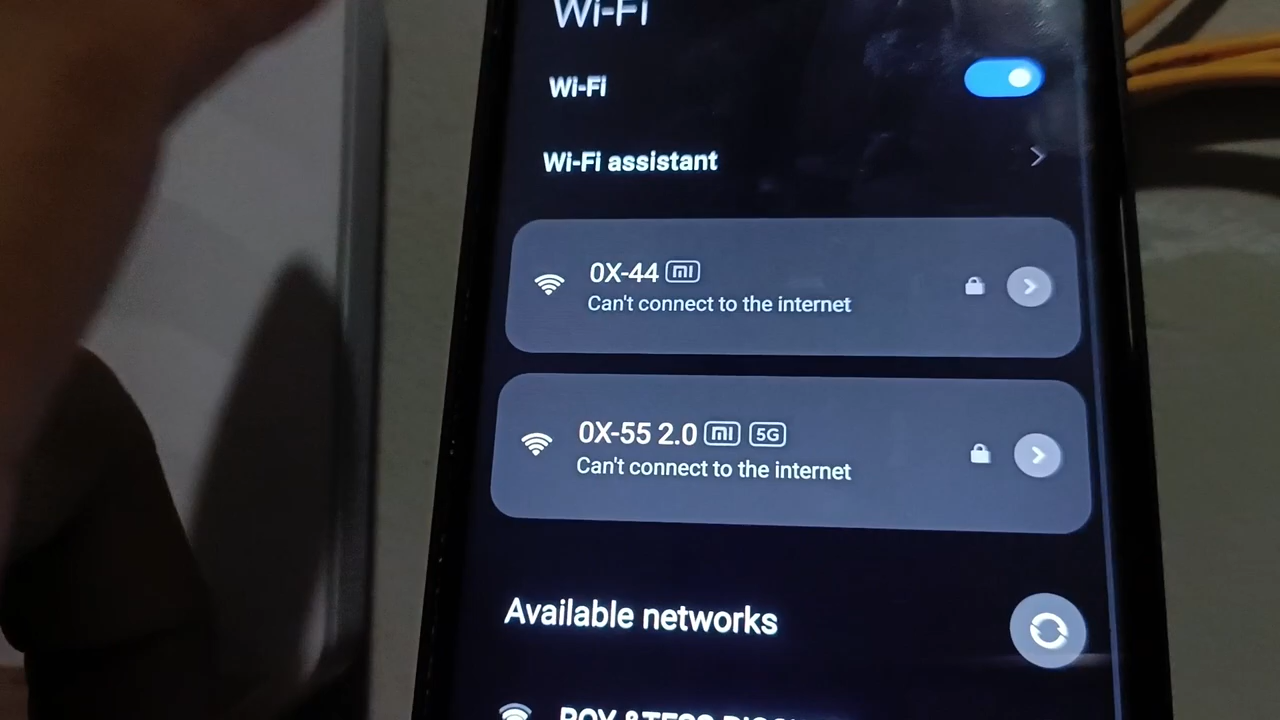 Wi-Fi
Wi-Fi
Wi-Fi assistant
0X-44 mi
Can't connect to the internet
0X-55 2.0 mi 5G
Can't connect to the internet
Available networks